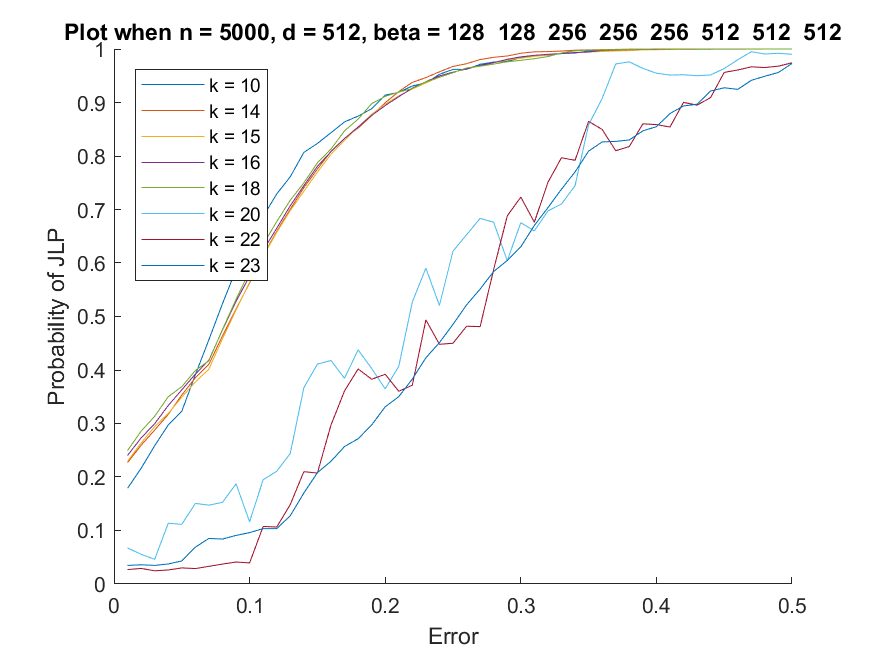 Plot when n = 5000, d = 512, beta = 128 128 256 256 256 512 512 512
1
0.9
0.8
0.7
0.6
0.5
0.4
0.3
0.2
0.1
0
Probability of JLP
k = 10
k = 14
k = 15
k = 16
k = 18
k = 20
k = 22
k = 23
0 0.1 0.2 0.3 0.4 0.5
Error